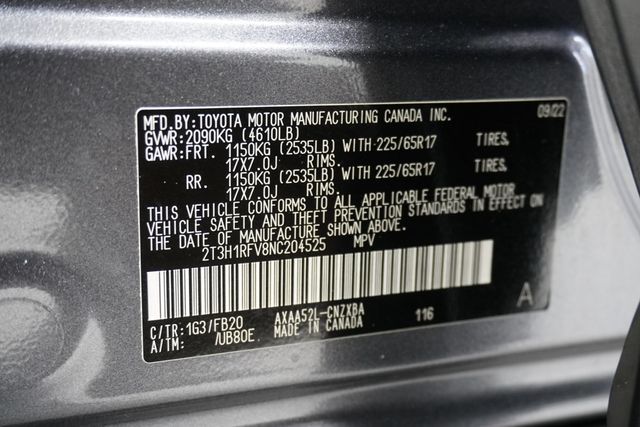 MFD.BY:TOYOTA MOTOR MANUFACTURING CANADA INC. 09/22
GVWR:2090KG (4610LB)
GAWR:FRT. 1150KG (2535LB) WITH 225/65R17 TIRES.
17X7.0J RIMS.
RR. 1150KG (2535LB) WITH 225/65R17 TIRES.
17X7.0J RIMS.
THIS VEHICLE CONFORMS TO ALL APPLICABLE FEDERAL MOTOR
VEHICLE SAFETY AND THEFT PREVENTION STANDARDS IN EFFECT ON
THE DATE OF MANUFACTURE SHOWN ABOVE.
2T3H1RFV8NC204525 MPV
C/TR:1G3/FB20 AXAA52L-CNZXBA 116 A
A/TM: /UB80E MADE IN CANADA